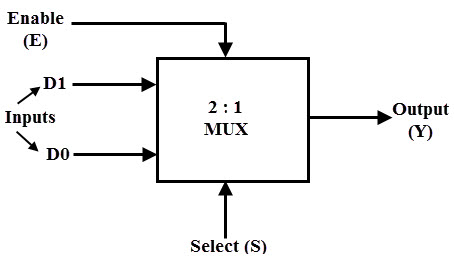 Enable
(E)
D1
Inputs
D0
2 : 1
MUX
Output
(Y)
Select (S)